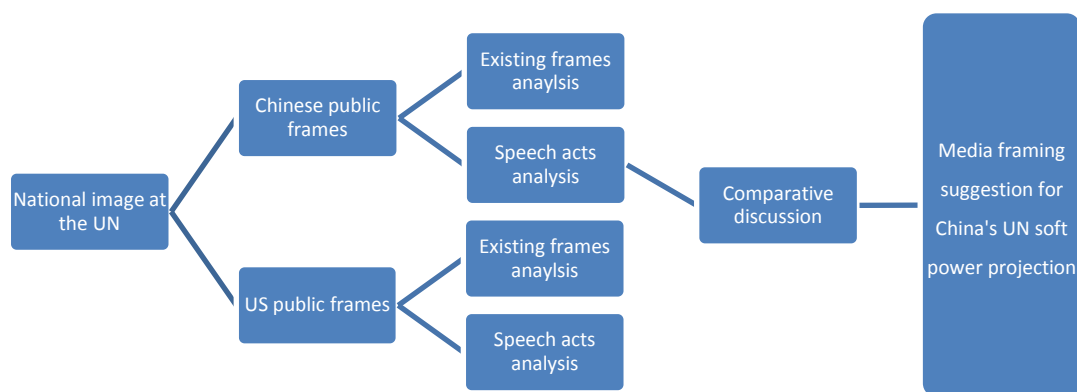 National image at
the UN
Chinese public
frames
US public frames
Existing frames
anaylsis
Speech acts
analysis
Existing frames
anaylsis
Speech acts
analysis
Comparative
discussion
Media framing
suggestion for
China's UN soft
power projection